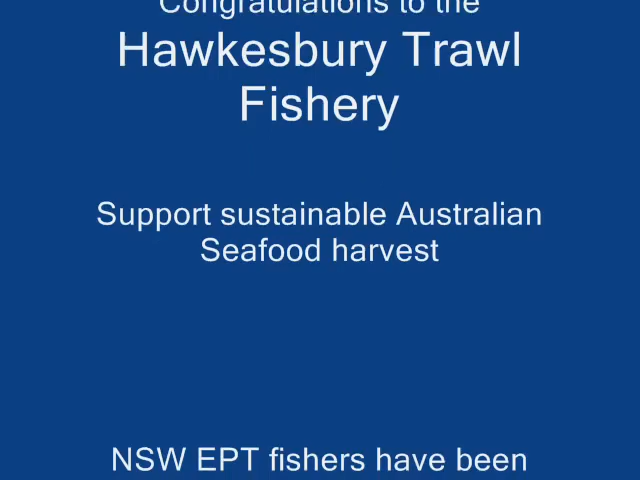 Congratulations to the
Hawkesbury Trawl
Fishery
Support sustainable Australian
Seafood harvest
NSW EPT fishers have been